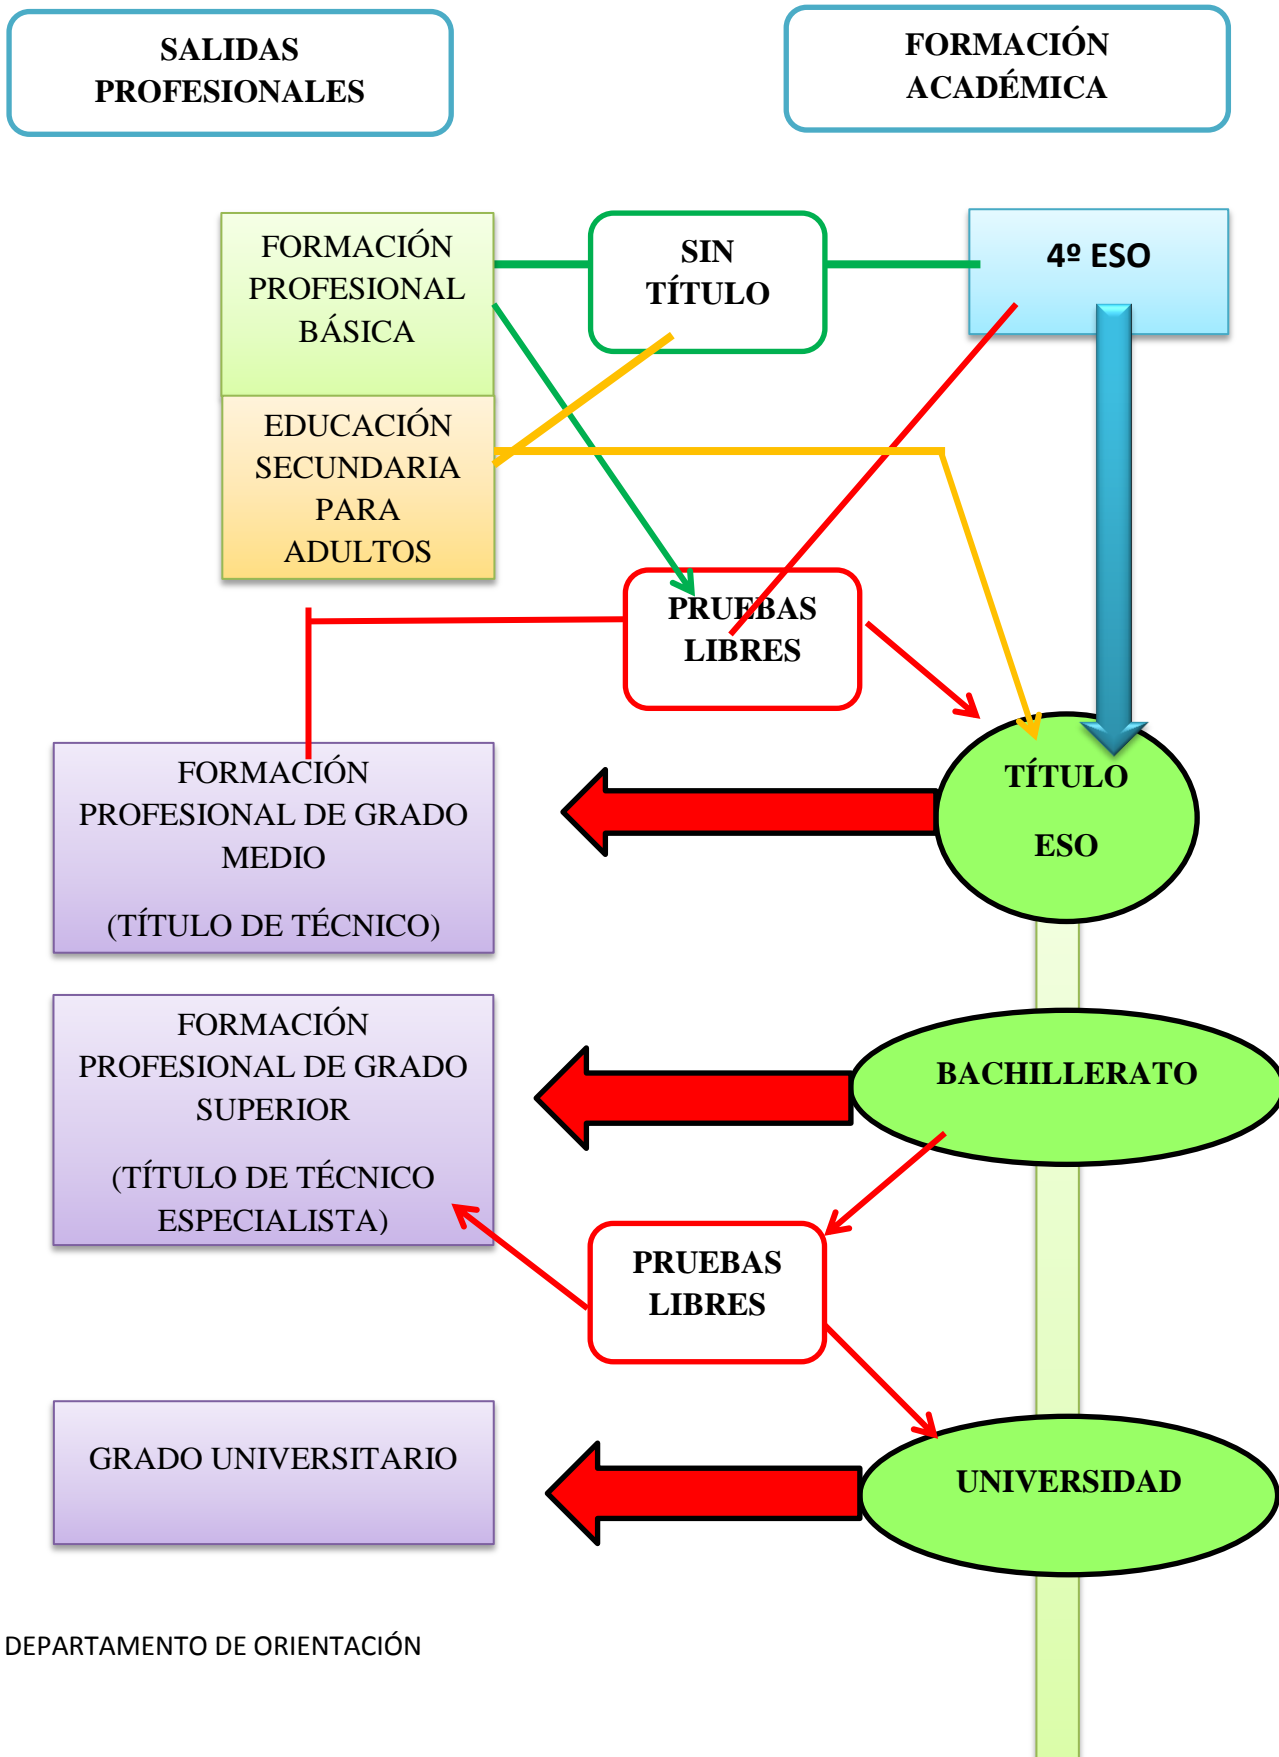 SALIDAS
PROFESIONALES
FORMACIÓN
ACADÉMICA
FORMACIÓN
PROFESIONAL
BÁSICA
SIN
TÍTULO
4º ESO
EDUCACIÓN
SECUNDARIA
PARA
ADULTOS
PRUEBAS
LIBRES
FORMACIÓN
PROFESIONAL DE GRADO
MEDIO
(TÍTULO DE TÉCNICO)
TÍTULO
ESO
FORMACIÓN
PROFESIONAL DE GRADO
SUPERIOR
(TÍTULO DE TÉCNICO
ESPECIALISTA)
BACHILLERATO
PRUEBAS
LIBRES
GRADO UNIVERSITARIO
UNIVERSIDAD
DEPARTAMENTO DE ORIENTACIÓN